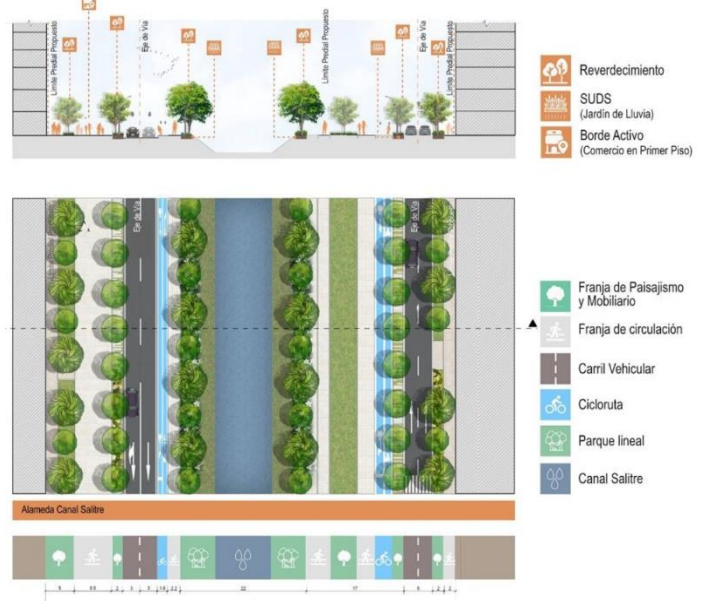 Límite Predial Propuesto
Eje de Vía
Límite Predial Propuesto
Eje de Vía
Límite Predial Propuesto
Reverdecimiento
SUDS
(Jardín de Lluvia)
Borde Activo
(Comercio en Primer Piso)
Eje de Vía
Eje de Vía
Franja de Paisajismo
y Mobiliario
Franja de circulación
Carril Vehicular
Cicloruta
Parque lineal
Canal Salitre
Alameda Canal Salitre
22
17